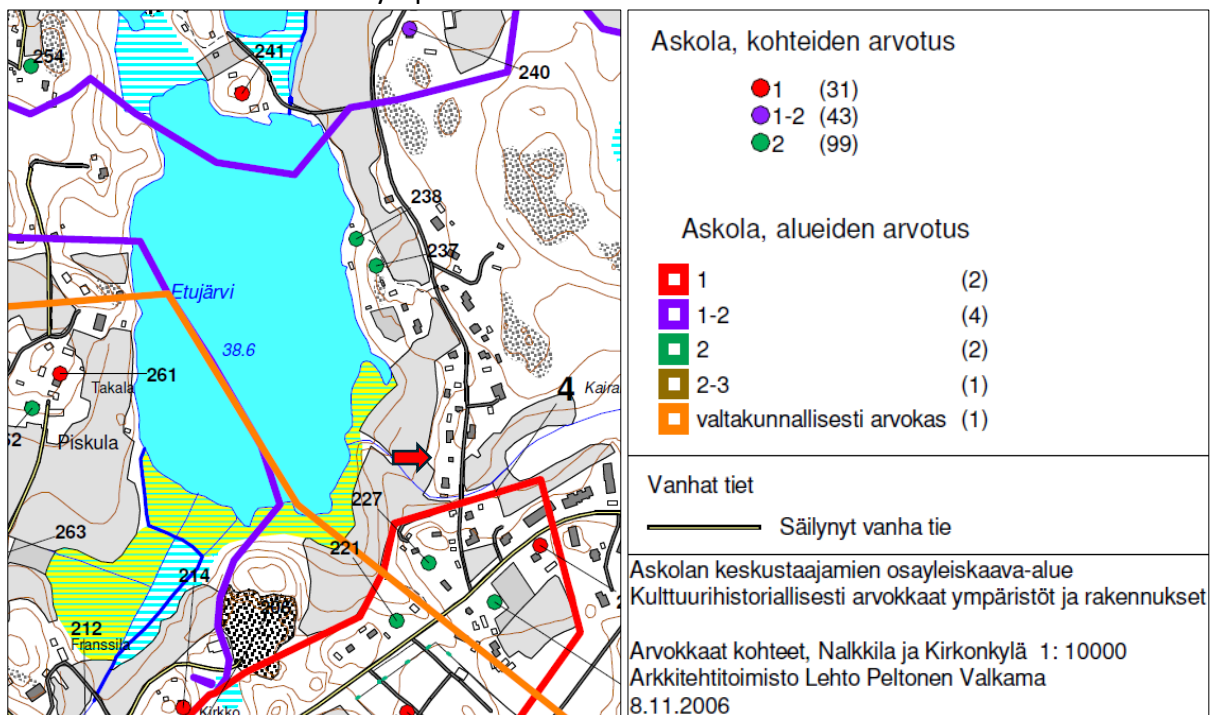 254
241
240
238
237
Etujärvi
38.6
261
Takala
4
Kaira
Piskula
227
263
221
214
212
Franssila
Kirkko
Askola, kohteiden arvotus
1 (31)
1-2 (43)
2 (99)
Askola, alueiden arvotus
1 (2)
1-2 (4)
2 (2)
2-3 (1)
valtakunnallisesti arvokas (1)
Vanhat tiet
Säilynyt vanha tie
Askolan keskustaajamien osayleiskaava-alue
Kulttuurihistoriallisesti arvokkaat ympäristöt ja rakennukset
Arvokkaat kohteet, Nalkkila ja Kirkonkylä 1: 10000
Arkkitehtitoimisto Lehto Peltonen Valkama
8.11.2006